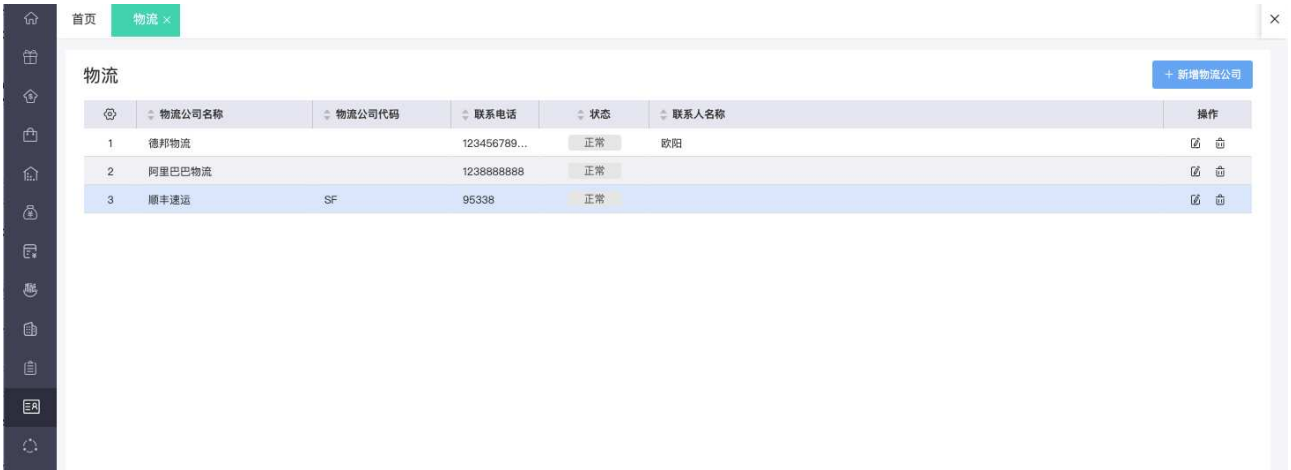 首页 物流 ×
物流
+ 新增物流公司
物流公司名称 物流公司代码 联系电话 状态 联系人名称 操作
1 德邦物流 123456789... 正常 欧阳
2 阿里巴巴物流 1238888888 正常
3 顺丰速运 SF 95338 正常